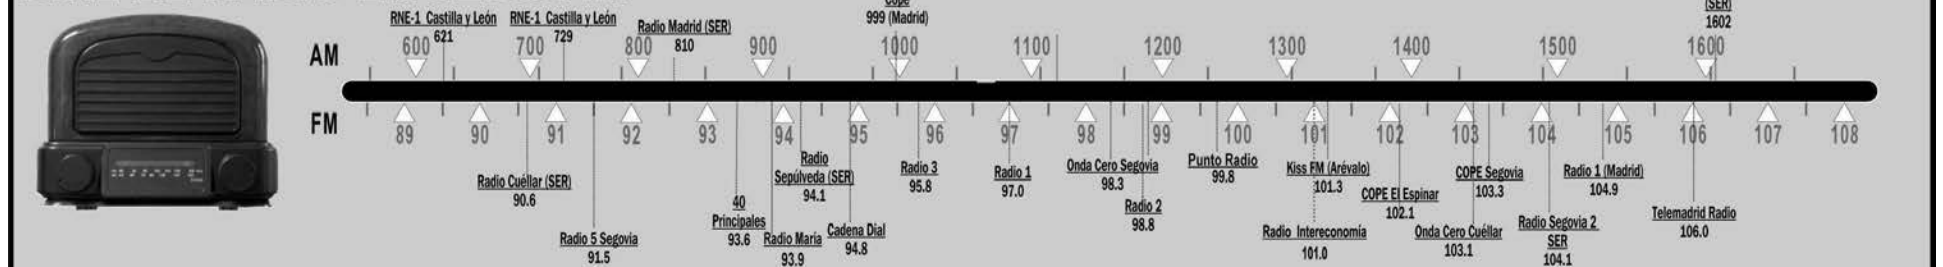 Cope
999 (Madrid)
(SER)
1602
RNE-1 Castilla y León
621
RNE-1 Castilla y León
729
Radio Madrid (SER)
810
AM
600 700 800 900 1000 1100 1200 1300 1400 1500 1600
FM
89 90 91 92 93 94 95 96 97 98 99 100 101 102 103 104 105 106 107 108
Radio Cuéllar (SER)
90.6
Radio 5 Segovia
91.5
40
Principales
93.6
Radio María
93.9
Radio
Sepúlveda (SER)
94.1
Cadena Dial
94.8
Radio 3
95.8
Radio 1
97.0
Onda Cero Segovia
98.3
Radio 2
98.8
Punto Radio
99.8
Kiss FM (Arévalo)
101.3
Radio Intereconomía
101.0
COPE El Espinar
102.1
COPE Segovia
103.3
Onda Cero Cuéllar
103.1
Radio Segovia 2
SER
104.1
Radio 1 (Madrid)
104.9
Telemadrid Radio
106.0